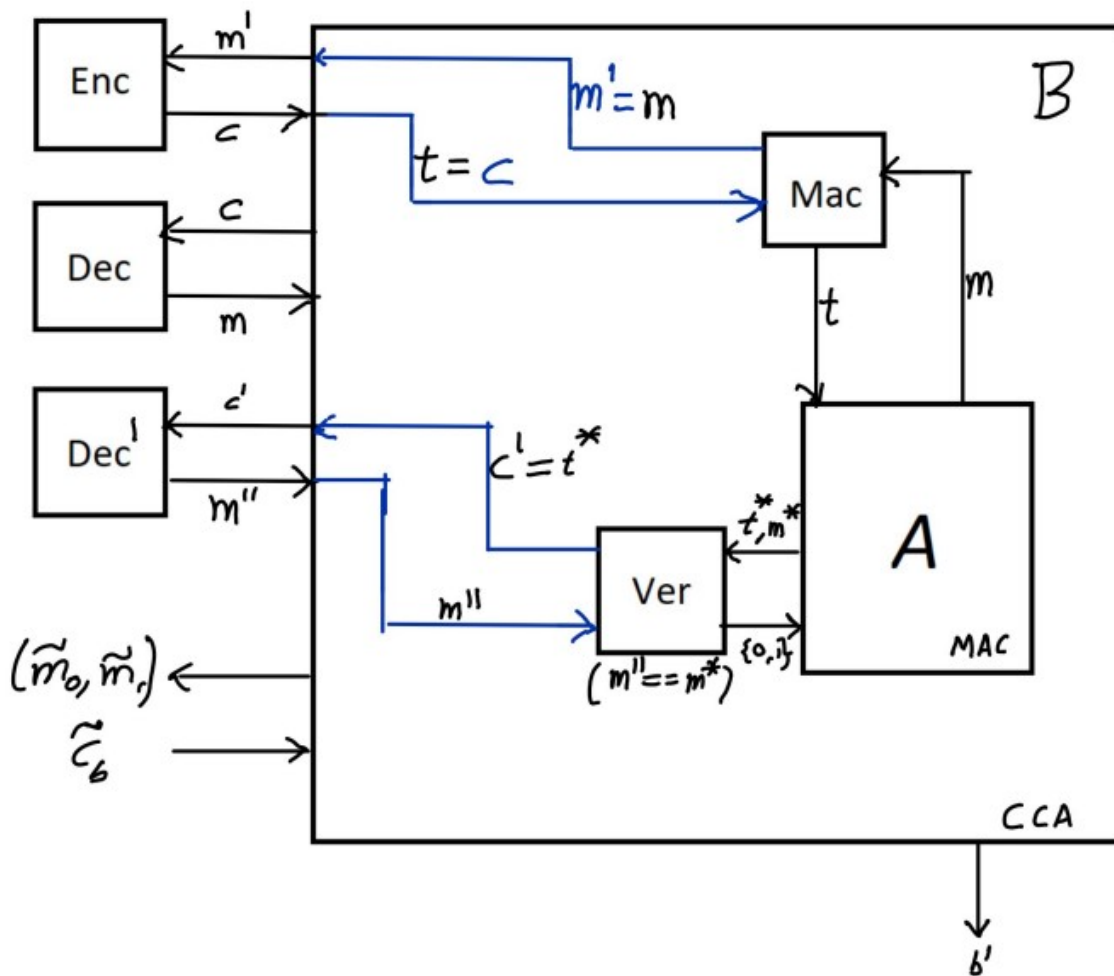 m'
Enc
c
B
m' = m
t = c
Mac
c
Dec
m
t
m
c'
Dec'
m''
c' = t*
t*, m*
A
Ver
m''
{0,1}
MAC
(m'' == m*)
(m̃₀, m̃₁)
c̃_b
CCA
b'